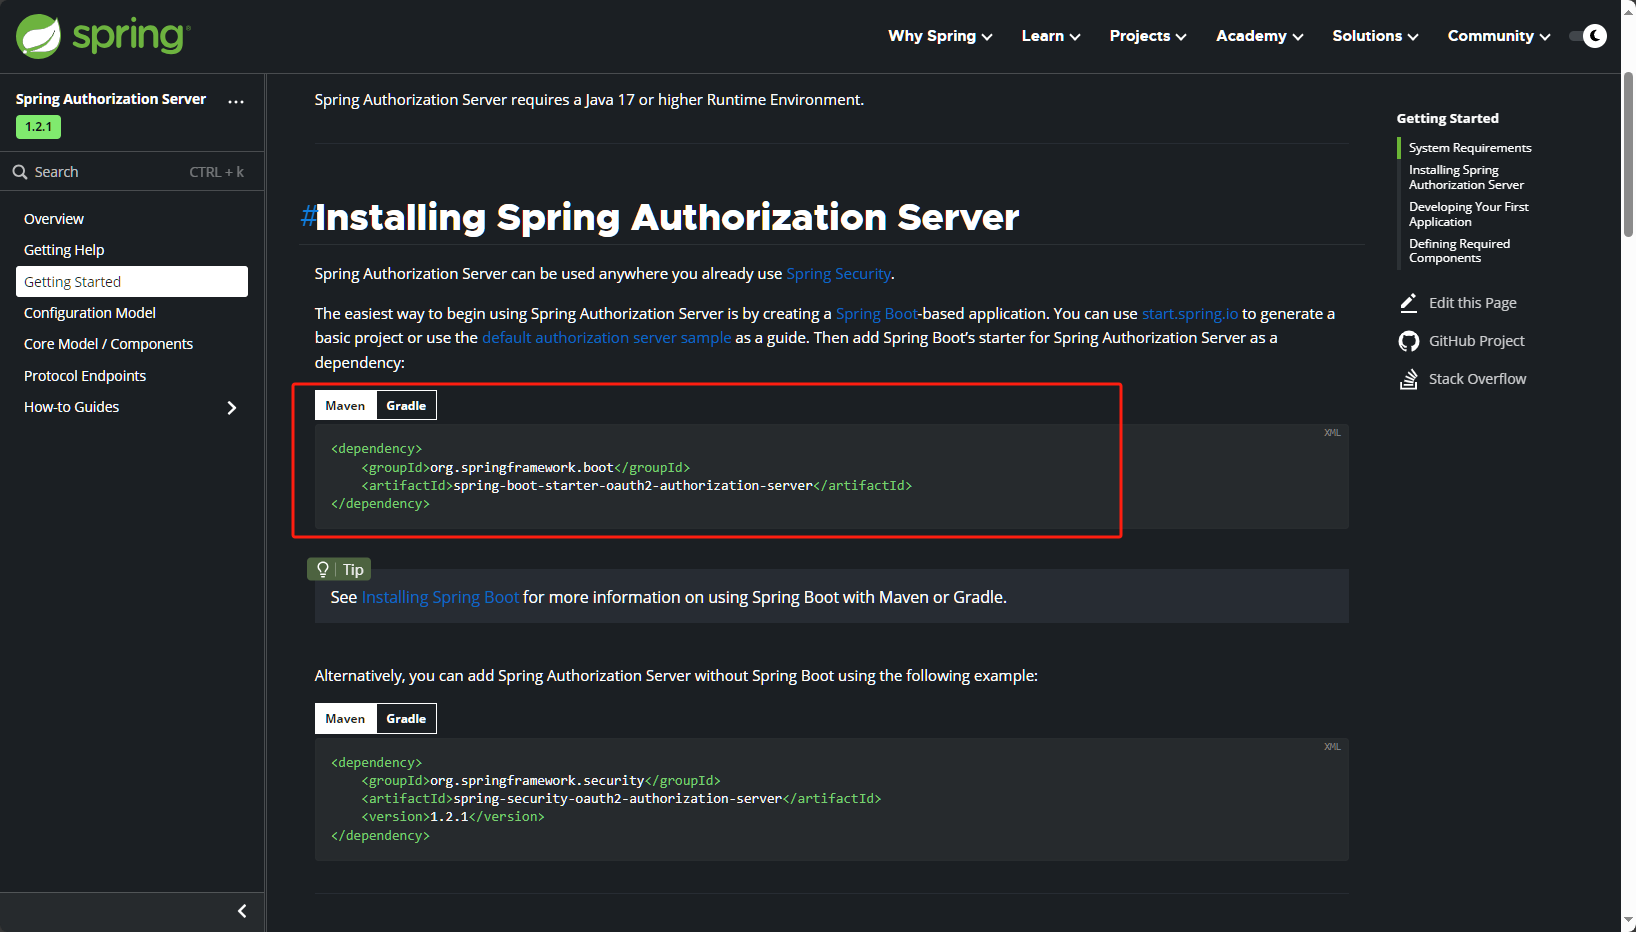 spring
Why Spring
Learn
Projects
Academy
Solutions
Community
Spring Authorization Server
...
1.2.1
Search
CTRL + k
Overview
Getting Help
Getting Started
Configuration Model
Core Model / Components
Protocol Endpoints
How-to Guides
Spring Authorization Server requires a Java 17 or higher Runtime Environment.
#Installing Spring Authorization Server
Spring Authorization Server can be used anywhere you already use Spring Security.
The easiest way to begin using Spring Authorization Server is by creating a Spring Boot-based application. You can use start.spring.io to generate a
basic project or use the default authorization server sample as a guide. Then add Spring Boot’s starter for Spring Authorization Server as a
dependency:
Maven Gradle
XML
<dependency>
    <groupId>org.springframework.boot</groupId>
    <artifactId>spring-boot-starter-oauth2-authorization-server</artifactId>
</dependency>
Tip
See Installing Spring Boot for more information on using Spring Boot with Maven or Gradle.
Alternatively, you can add Spring Authorization Server without Spring Boot using the following example:
Maven Gradle
XML
<dependency>
    <groupId>org.springframework.security</groupId>
    <artifactId>spring-security-oauth2-authorization-server</artifactId>
    <version>1.2.1</version>
</dependency>
Getting Started
System Requirements
Installing Spring
Authorization Server
Developing Your First
Application
Defining Required
Components
Edit this Page
GitHub Project
Stack Overflow